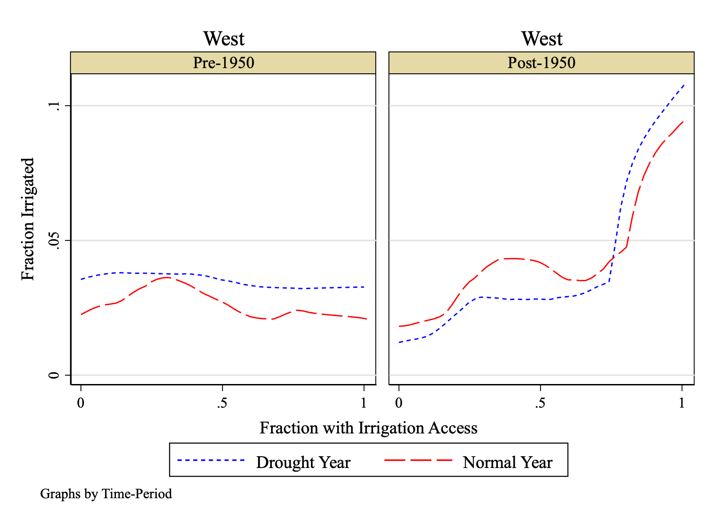 West
West
Pre-1950
Post-1950
Fraction Irrigated
.1
.05
0
0
.5
1
0
.5
1
Fraction with Irrigation Access
Drought Year
Normal Year
Graphs by Time-Period